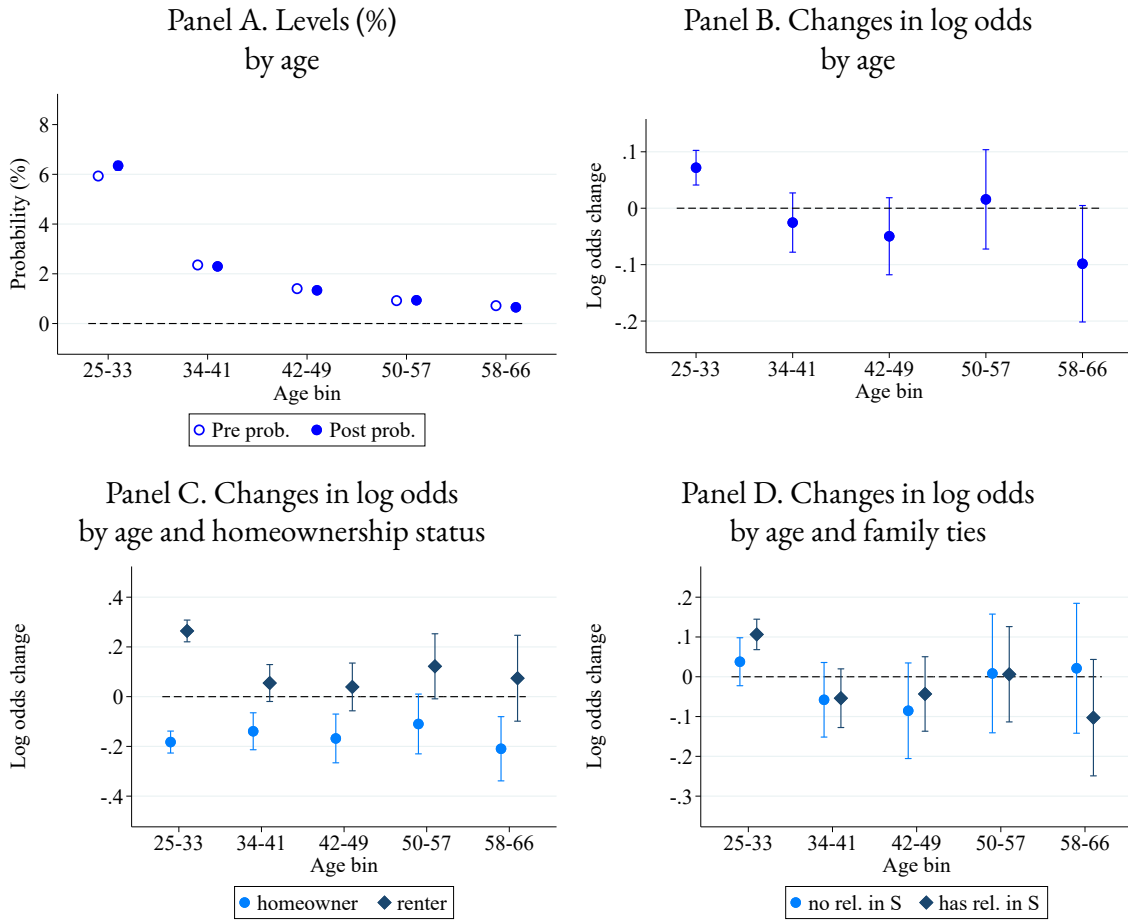 Panel A. Levels (%)
by age
Probability (%)
8
6
4
2
0
25-33
34-41
42-49
50-57
58-66
Age bin
Pre prob.
Post prob.
Panel B. Changes in log odds
by age
Log odds change
.1
0
-.1
-.2
25-33
34-41
42-49
50-57
58-66
Age bin
Panel C. Changes in log odds
by age and homeownership status
Log odds change
.4
.2
0
-.2
-.4
25-33
34-41
42-49
50-57
58-66
Age bin
homeowner
renter
Panel D. Changes in log odds
by age and family ties
Log odds change
.2
.1
0
-.1
-.2
-.3
25-33
34-41
42-49
50-57
58-66
Age bin
no rel. in S
has rel. in S